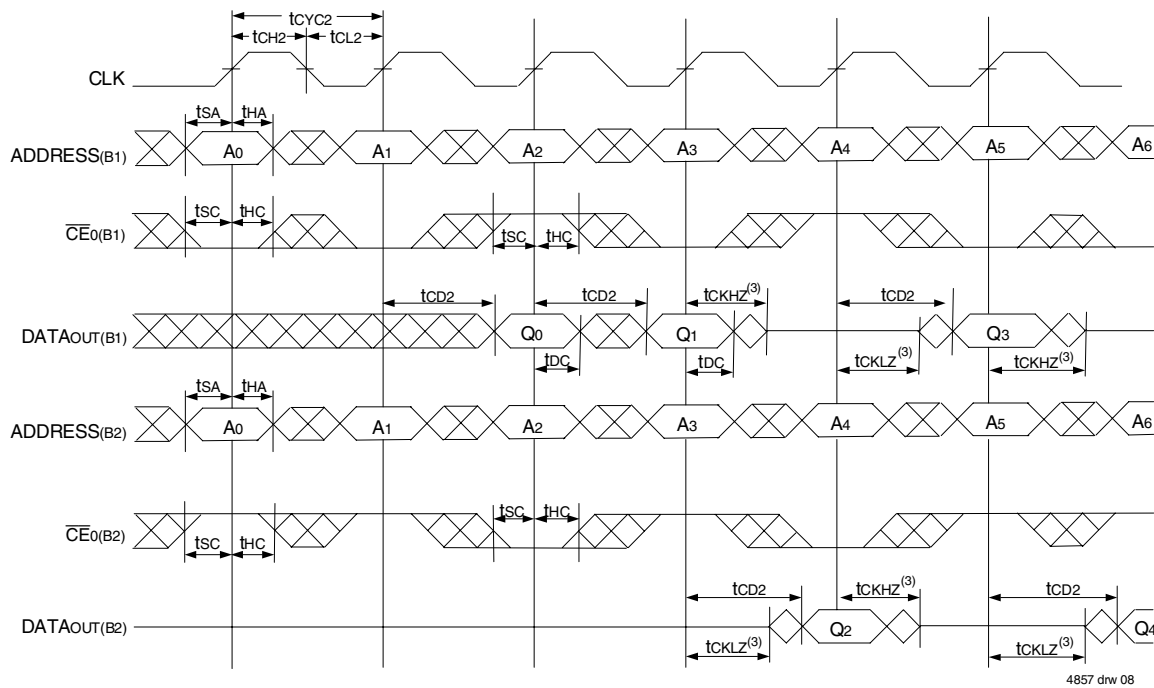 tCYC2
tCH2 tCL2
CLK
tSA tHA
ADDRESS(B1) A0 A1 A2 A3 A4 A5 A6
tSC tHC
CE0(B1)
tSC tHC
tCD2 tCD2 tCKHZ(3) tCD2
DATAOUT(B1) Q0 Q1 Q3
tDC tDC tCKLZ(3) tCKHZ(3)
tSA tHA
ADDRESS(B2) A0 A1 A2 A3 A4 A5 A6
tSC tHC
CE0(B2)
tSC tHC
tCD2 tCKHZ(3) tCD2
DATAOUT(B2) Q2 Q4
tCKLZ(3) tCKLZ(3)
4857 drw 08